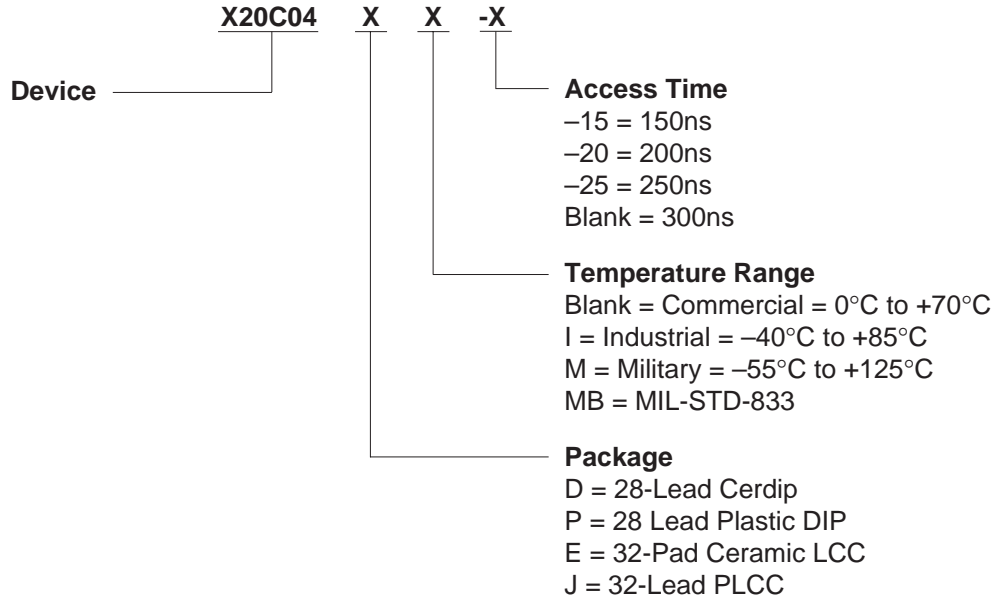 X20C04 X X -X
Device
Access Time
–15 = 150ns
–20 = 200ns
–25 = 250ns
Blank = 300ns
Temperature Range
Blank = Commercial = 0°C to +70°C
I = Industrial = –40°C to +85°C
M = Military = –55°C to +125°C
MB = MIL-STD-833
Package
D = 28-Lead Cerdip
P = 28 Lead Plastic DIP
E = 32-Pad Ceramic LCC
J = 32-Lead PLCC